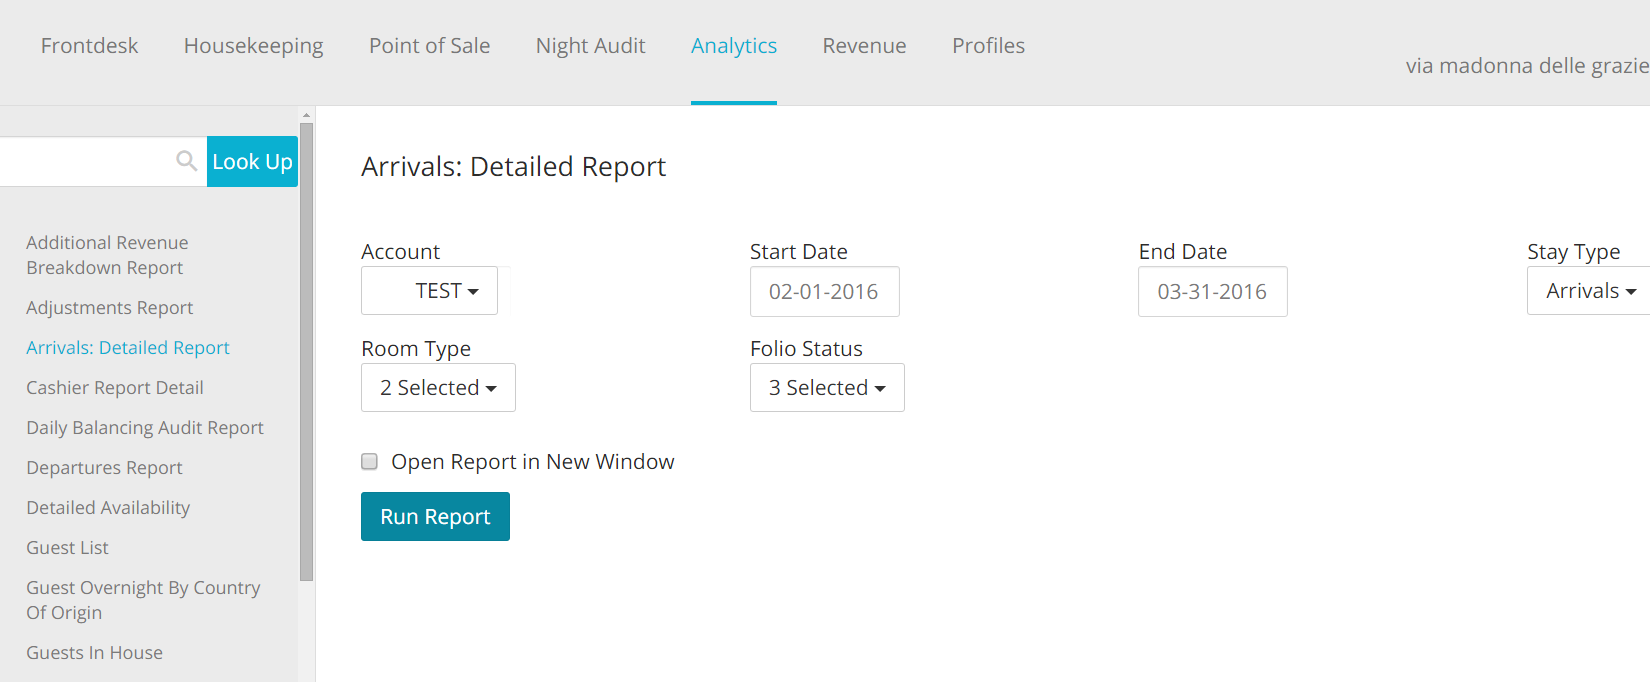 Frontdesk Housekeeping Point of Sale Night Audit Analytics Revenue Profiles
via madonna delle grazie
Look Up
Additional Revenue
Breakdown Report
Adjustments Report
Arrivals: Detailed Report
Cashier Report Detail
Daily Balancing Audit Report
Departures Report
Detailed Availability
Guest List
Guest Overnight By Country
Of Origin
Guests In House
Arrivals: Detailed Report
Account Start Date End Date Stay Type
TEST 02-01-2016 03-31-2016 Arrivals
Room Type Folio Status
2 Selected 3 Selected
Open Report in New Window
Run Report